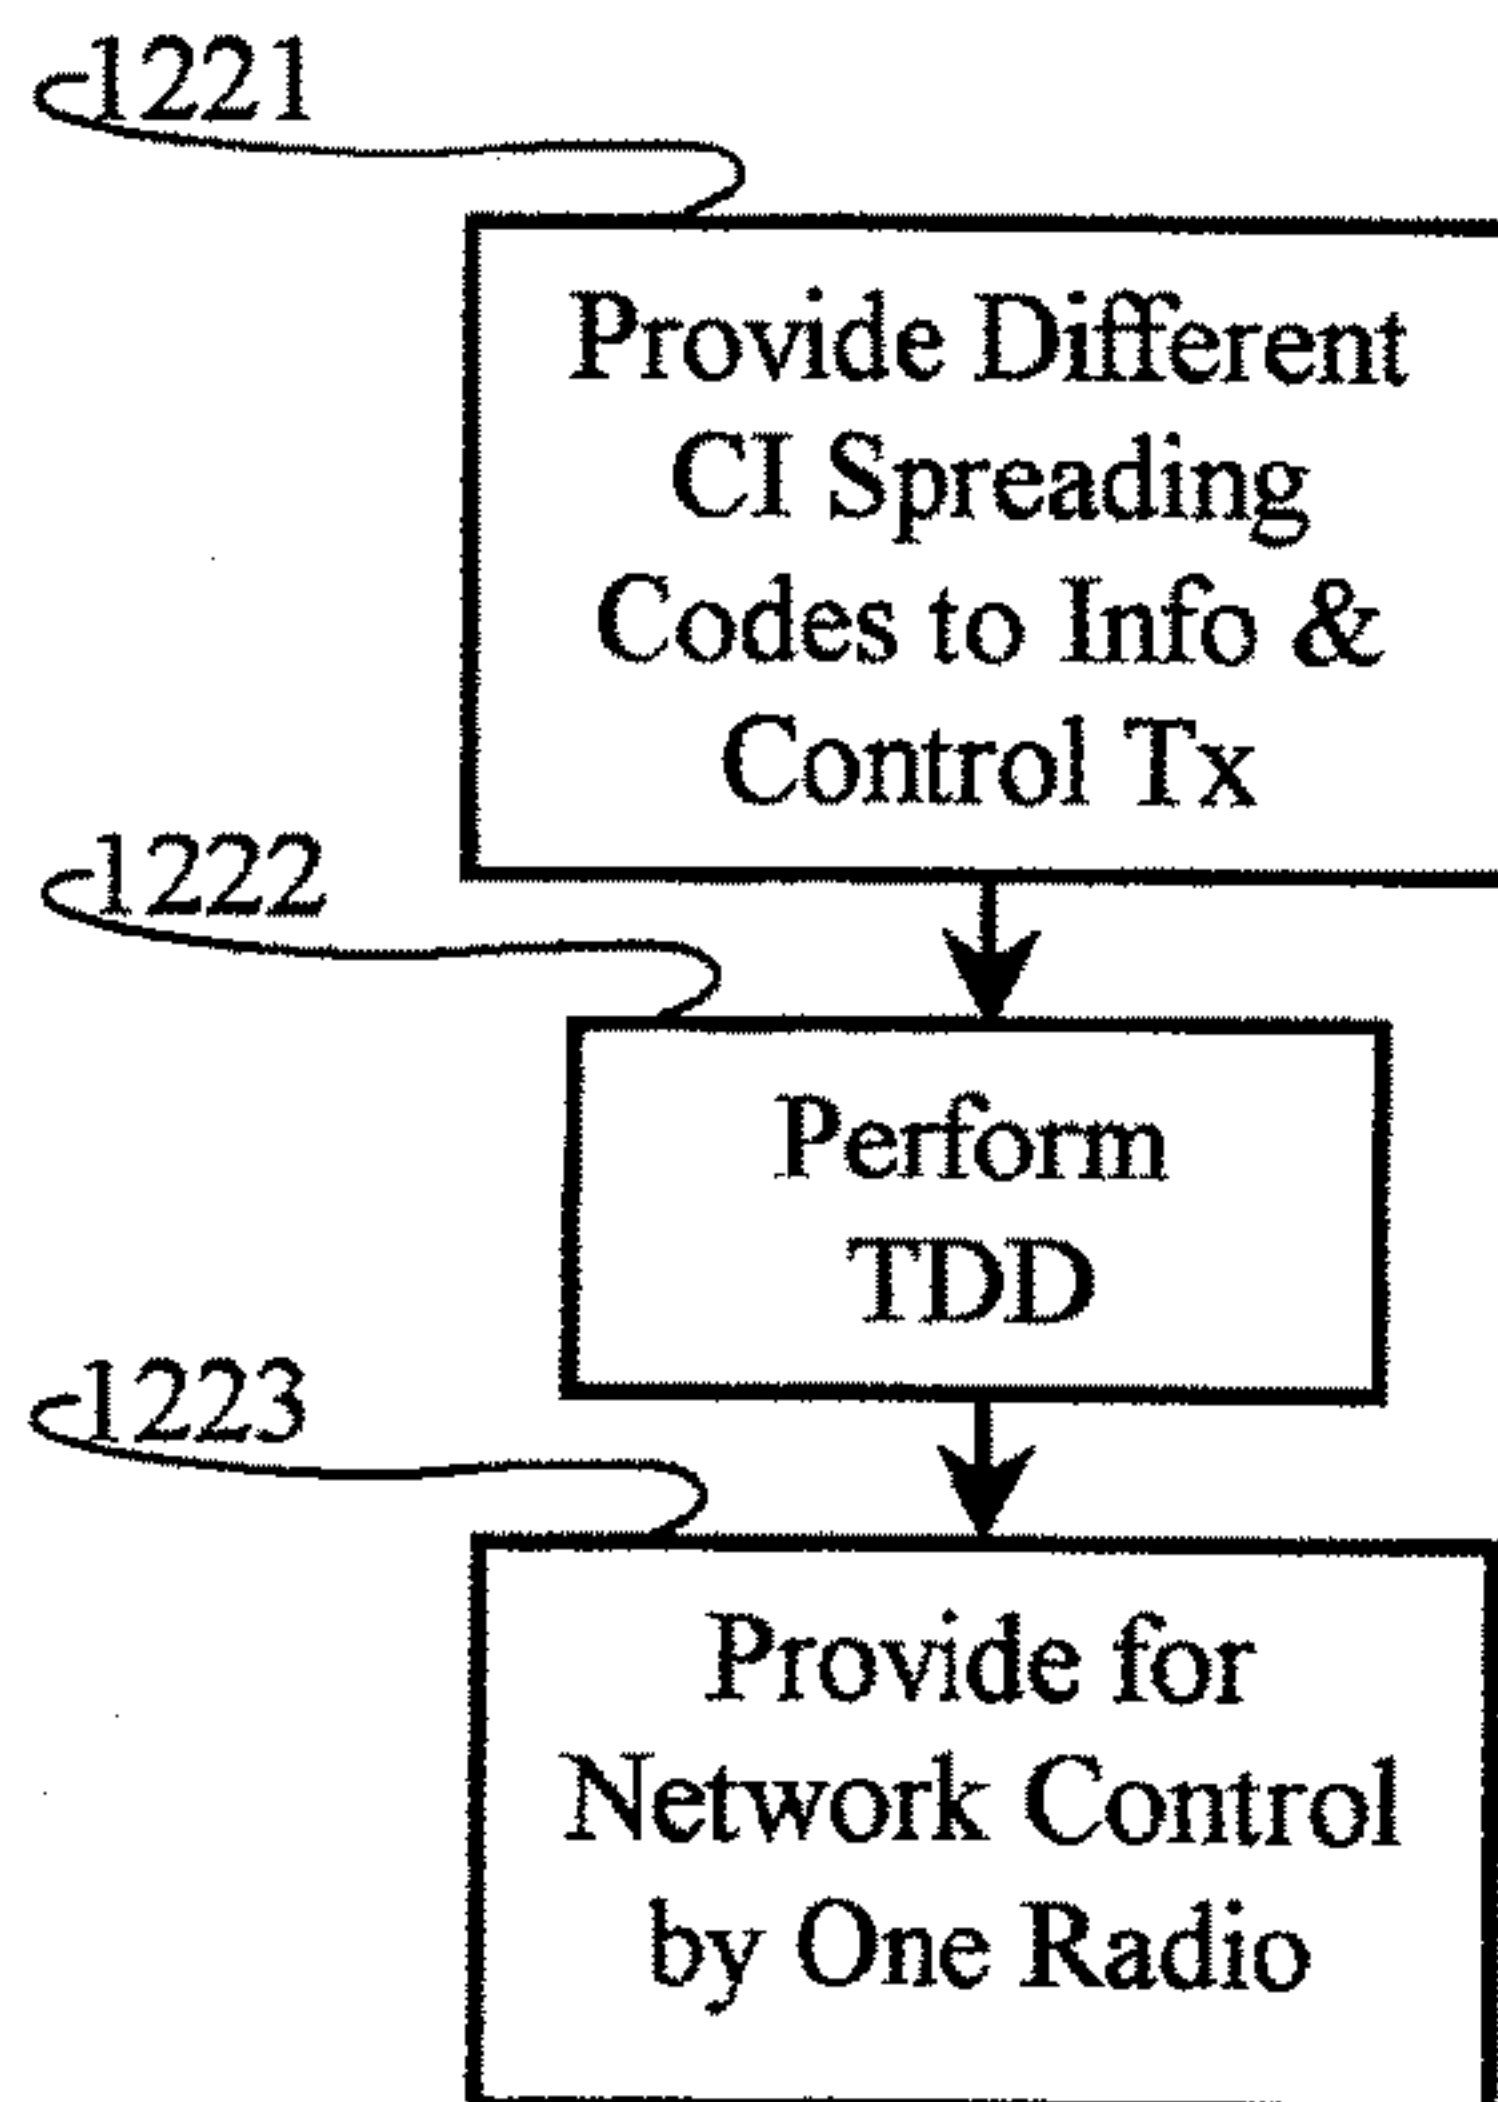 1221
Provide Different
CI Spreading
Codes to Info &
Control Tx
1222
Perform
TDD
1223
Provide for
Network Control
by One Radio